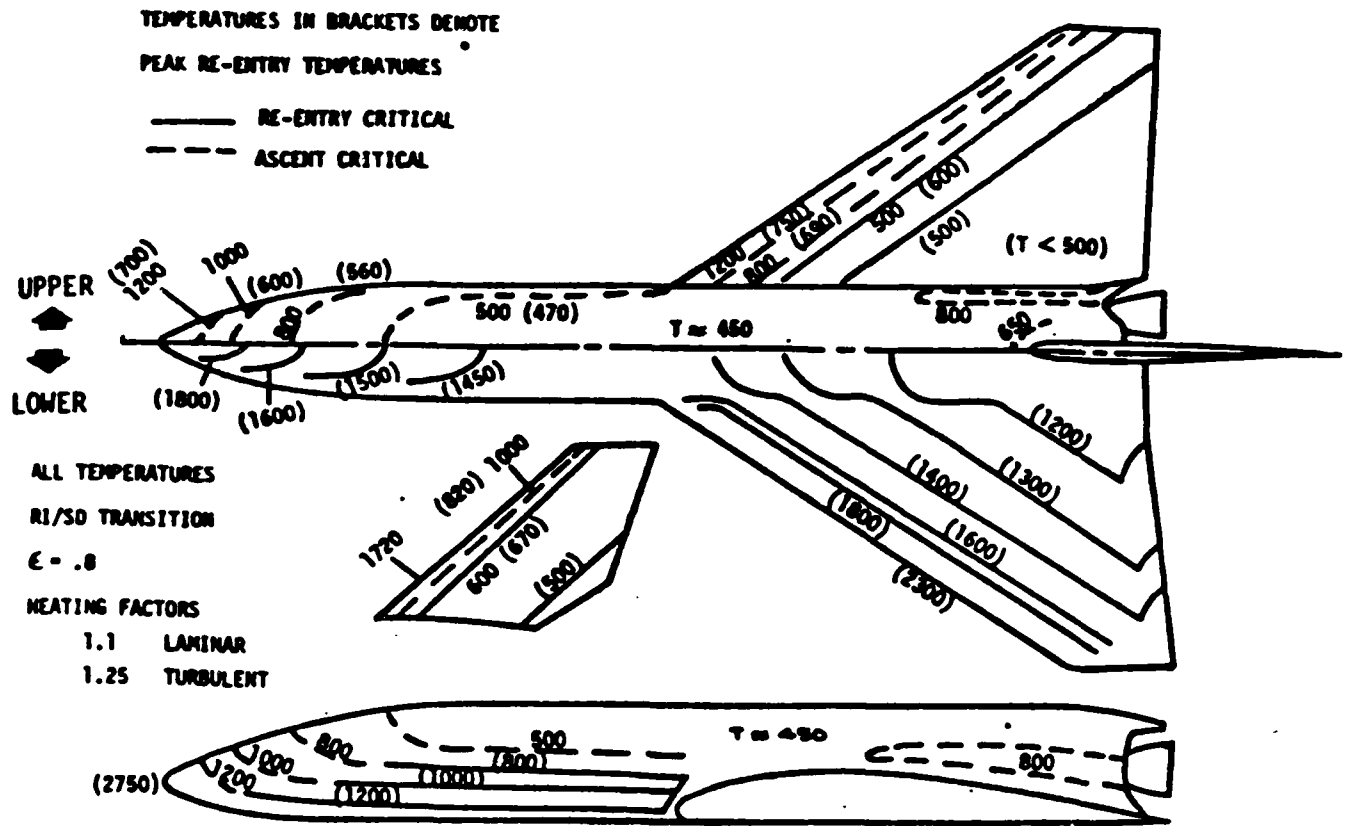 TEMPERATURES IN BRACKETS DENOTE
PEAK RE-ENTRY TEMPERATURES
RE-ENTRY CRITICAL
ASCENT CRITICAL
UPPER
LOWER
(700)
1200
1000
(600)
(560)
800
500 (470)
T ≈ 450
1200 (750)
800 (690)
500 (600)
(500)
(T < 500)
800
650
(1800)
(1600)
(1500)
(1450)
(1200)
(1300)
(1400)
(1600)
(1800)
(2300)
ALL TEMPERATURES
RI/SD TRANSITION
ϵ = .8
HEATING FACTORS
1.1 LAMINAR
1.25 TURBULENT
1720
(820) 1000
600 (670)
(500)
(2750)
1200
1000
800
500
(800)
(1000)
(1200)
T ≈ 450
800